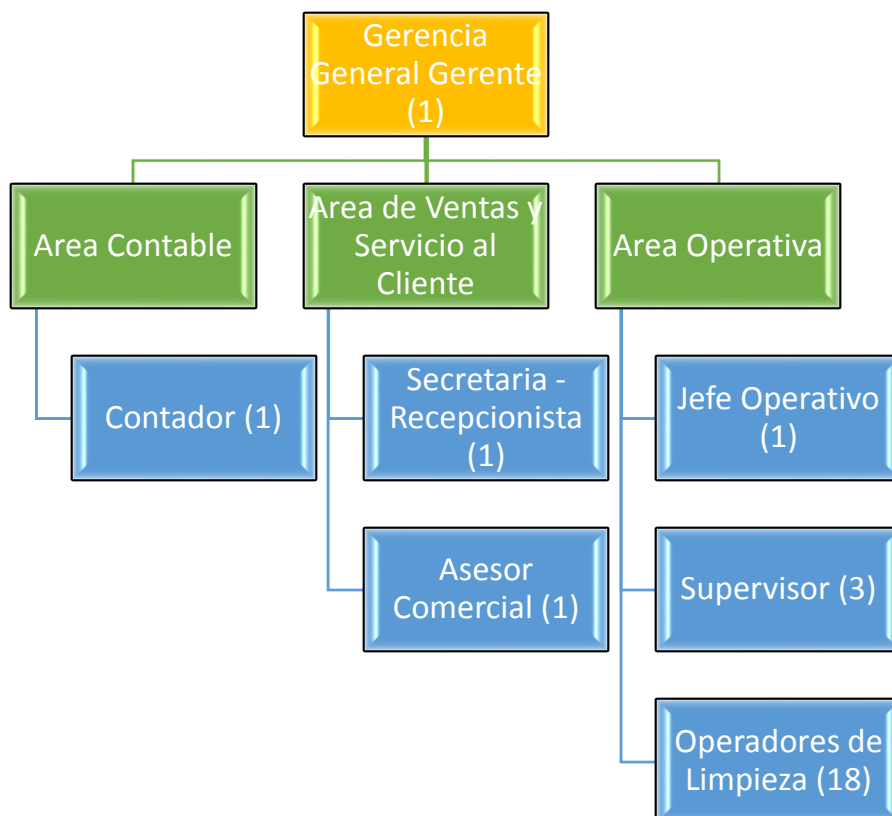 Gerencia
General Gerente
(1)
Area Contable
Area de Ventas y
Servicio al
Cliente
Area Operativa
Contador (1)
Secretaria -
Recepcionista
(1)
Jefe Operativo
(1)
Asesor
Comercial (1)
Supervisor (3)
Operadores de
Limpieza (18)